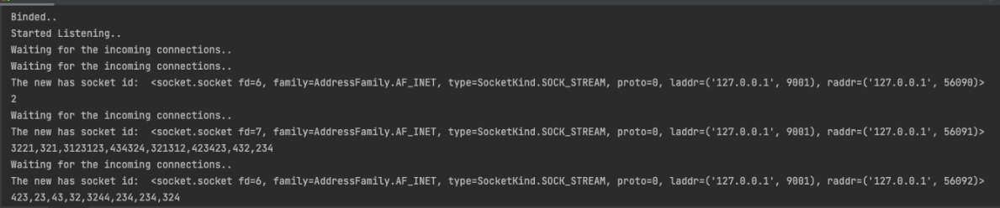 Binded..
Started Listening..
Waiting for the incoming connections..
Waiting for the incoming connections..
The new has socket id:  <socket.socket fd=6, family=AddressFamily.AF_INET, type=SocketKind.SOCK_STREAM, proto=0, laddr=('127.0.0.1', 9001), raddr=('127.0.0.1', 56090)>
2
Waiting for the incoming connections..
The new has socket id:  <socket.socket fd=7, family=AddressFamily.AF_INET, type=SocketKind.SOCK_STREAM, proto=0, laddr=('127.0.0.1', 9001), raddr=('127.0.0.1', 56091)>
3221,321,3123123,434324,321312,423423,432,234
Waiting for the incoming connections..
The new has socket id:  <socket.socket fd=6, family=AddressFamily.AF_INET, type=SocketKind.SOCK_STREAM, proto=0, laddr=('127.0.0.1', 9001), raddr=('127.0.0.1', 56092)>
423,23,43,32,3244,234,234,324